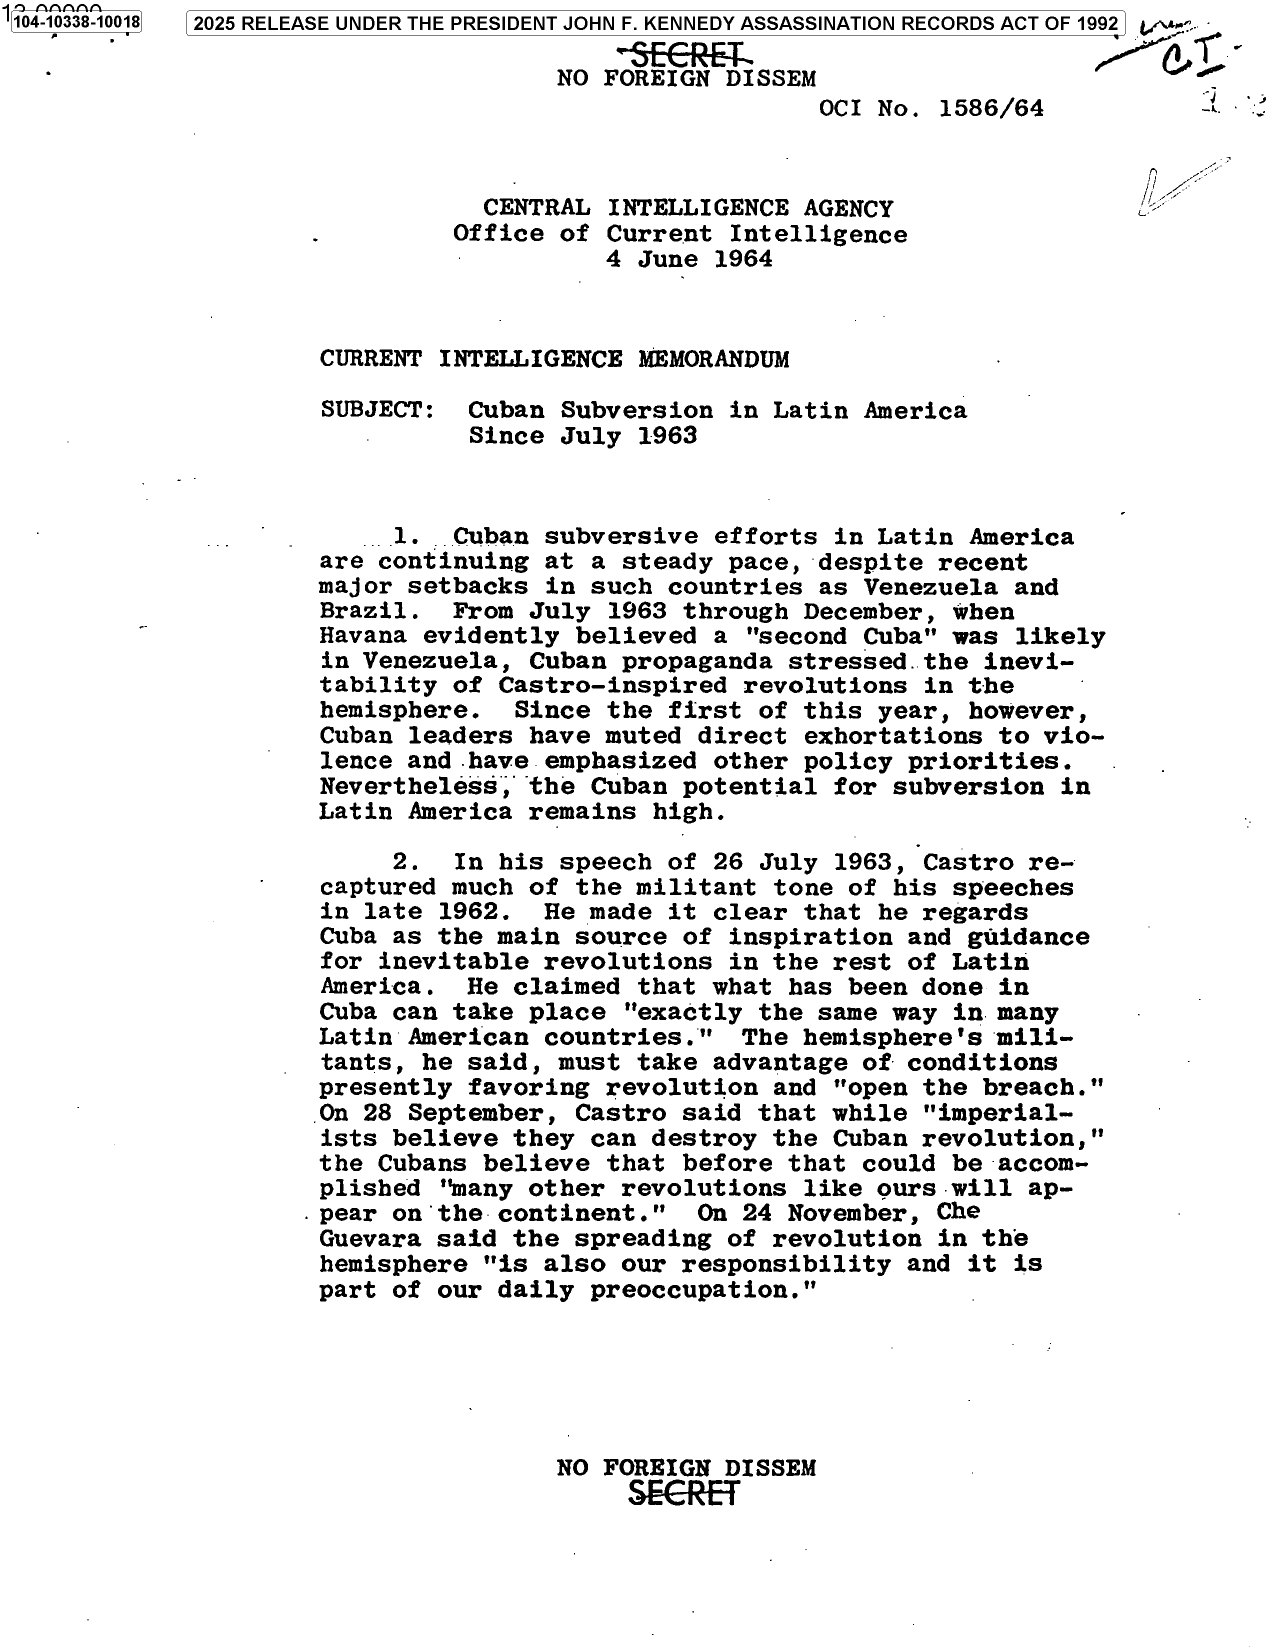 104-10338-10018
2025 RELEASE UNDER THE PRESIDENT JOHN F. KENNEDY ASSASSINATION RECORDS ACT OF 1992
SECRET
CI
NO FOREIGN DISSEM
OCI No. 1586/64
CENTRAL INTELLIGENCE AGENCY
Office of Current Intelligence
4 June 1964
CURRENT INTELLIGENCE MEMORANDUM
SUBJECT: Cuban Subversion in Latin America
Since July 1963
1. Cuban subversive efforts in Latin America
are continuing at a steady pace, despite recent
major setbacks in such countries as Venezuela and
Brazil. From July 1963 through December, when
Havana evidently believed a "second Cuba" was likely
in Venezuela, Cuban propaganda stressed the inevi-
tability of Castro-inspired revolutions in the
hemisphere. Since the first of this year, however,
Cuban leaders have muted direct exhortations to vio-
lence and have emphasized other policy priorities.
Nevertheless, the Cuban potential for subversion in
Latin America remains high.
2. In his speech of 26 July 1963, Castro re-
captured much of the militant tone of his speeches
in late 1962. He made it clear that he regards
Cuba as the main source of inspiration and guidance
for inevitable revolutions in the rest of Latin
America. He claimed that what has been done in
Cuba can take place "exactly the same way in many
Latin American countries." The hemisphere's mili-
tants, he said, must take advantage of conditions
presently favoring revolution and "open the breach."
On 28 September, Castro said that while "imperial-
ists believe they can destroy the Cuban revolution,"
the Cubans believe that before that could be accom-
plished "many other revolutions like ours will ap-
pear on the continent." On 24 November, Che
Guevara said the spreading of revolution in the
hemisphere "is also our responsibility and it is
part of our daily preoccupation."
NO FOREIGN DISSEM
SECRET